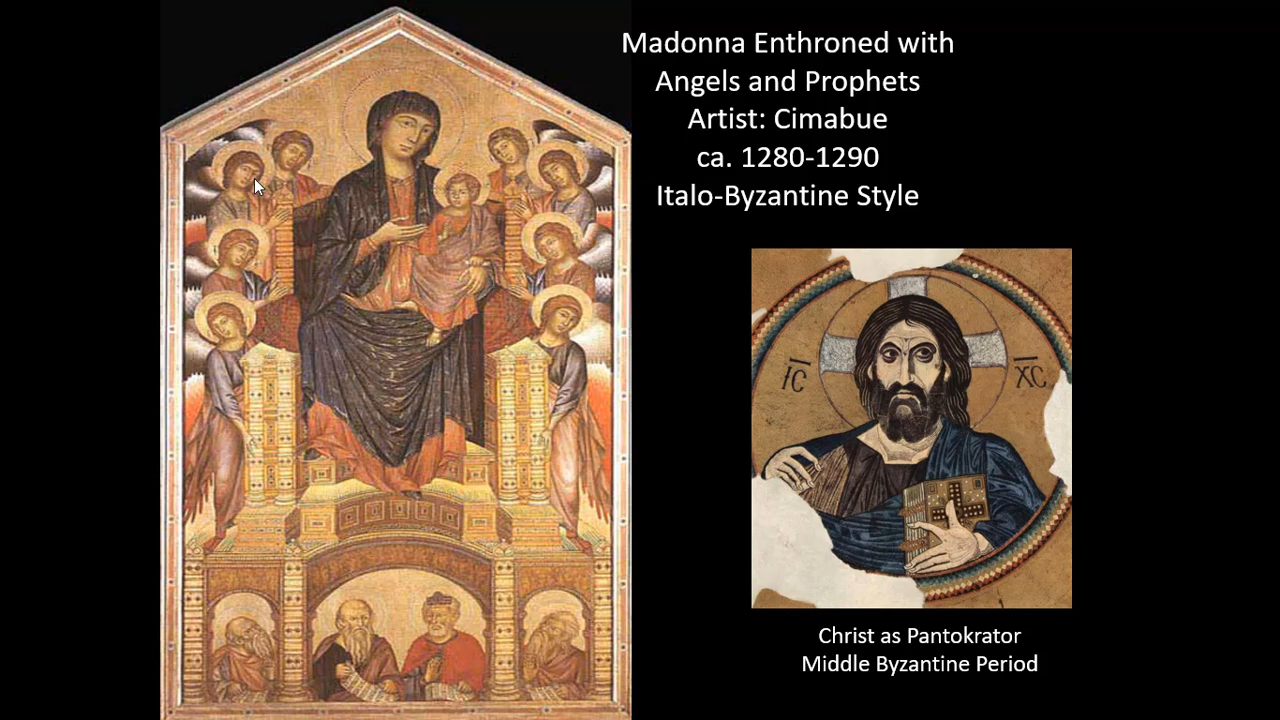 Madonna Enthroned with
Angels and Prophets
Artist: Cimabue
ca. 1280-1290
Italo-Byzantine Style
IC
XC
Christ as Pantokrator
Middle Byzantine Period